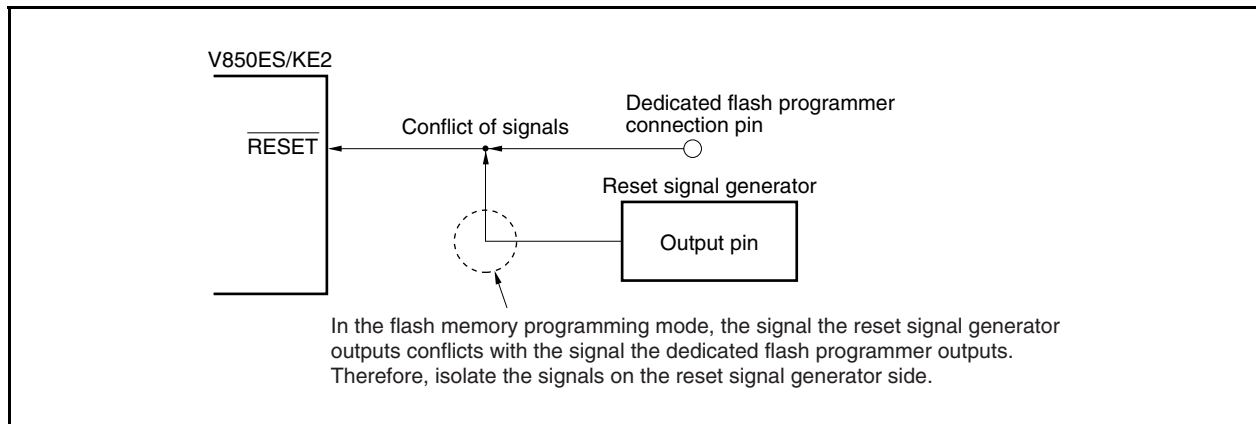 V850ES/KE2
Dedicated flash programmer
connection pin
Conflict of signals
RESET
Reset signal generator
Output pin
In the flash memory programming mode, the signal the reset signal generator
outputs conflicts with the signal the dedicated flash programmer outputs.
Therefore, isolate the signals on the reset signal generator side.